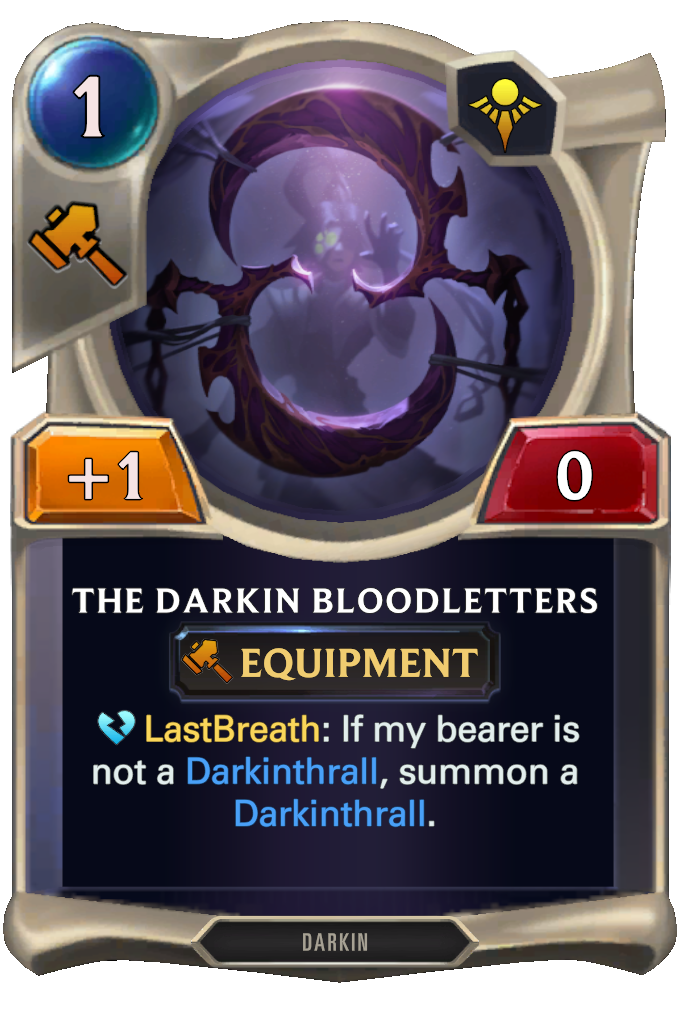 1
+1
0
THE DARKIN BLOODLETTERS
EQUIPMENT
LastBreath: If my bearer is
not a Darkinthrall, summon a
Darkinthrall.
DARKIN